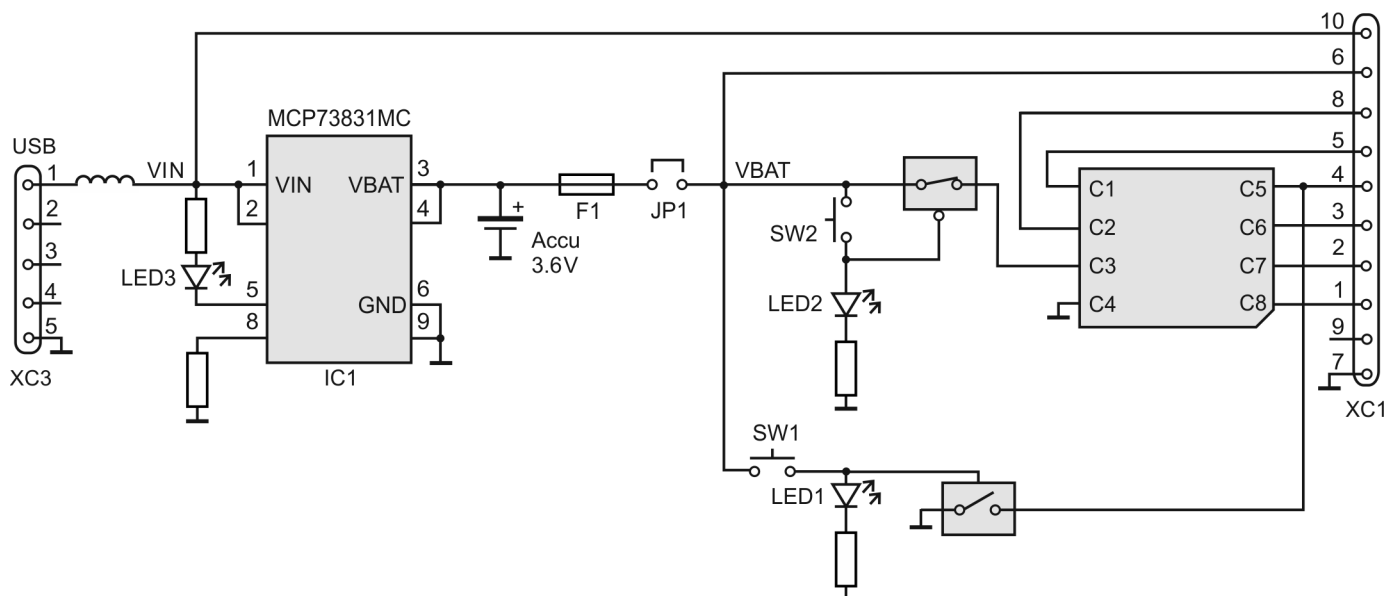 10
6
8
5
4
3
2
1
9
7
XC1
USB
1
2
3
4
5
XC3
VIN
MCP73831MC
1
2
5
8
VIN
VBAT
GND
3
4
6
9
IC1
LED3
+
Accu
3.6V
F1
JP1
VBAT
SW2
LED2
C1
C2
C3
C4
C5
C6
C7
C8
SW1
LED1